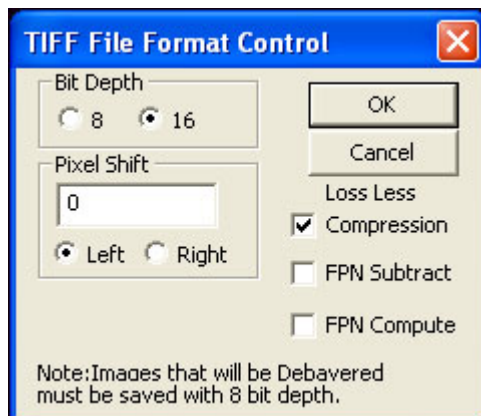 TIFF File Format Control
Bit Depth
8 16
OK
Cancel
Pixel Shift
0
Left Right
Loss Less
Compression
FPN Subtract
FPN Compute
Note:Images that will be Debayered
must be saved with 8 bit depth.